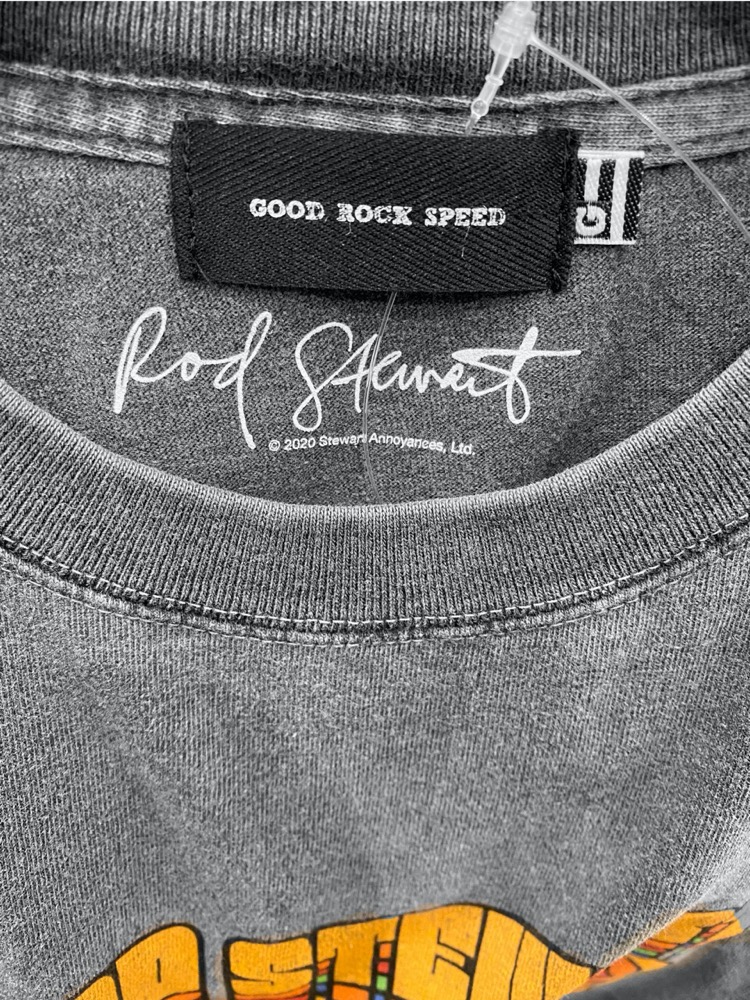 GOOD ROCK SPEED
G
Rod Stewart
© 2020 Stewart Annoyances, Ltd.